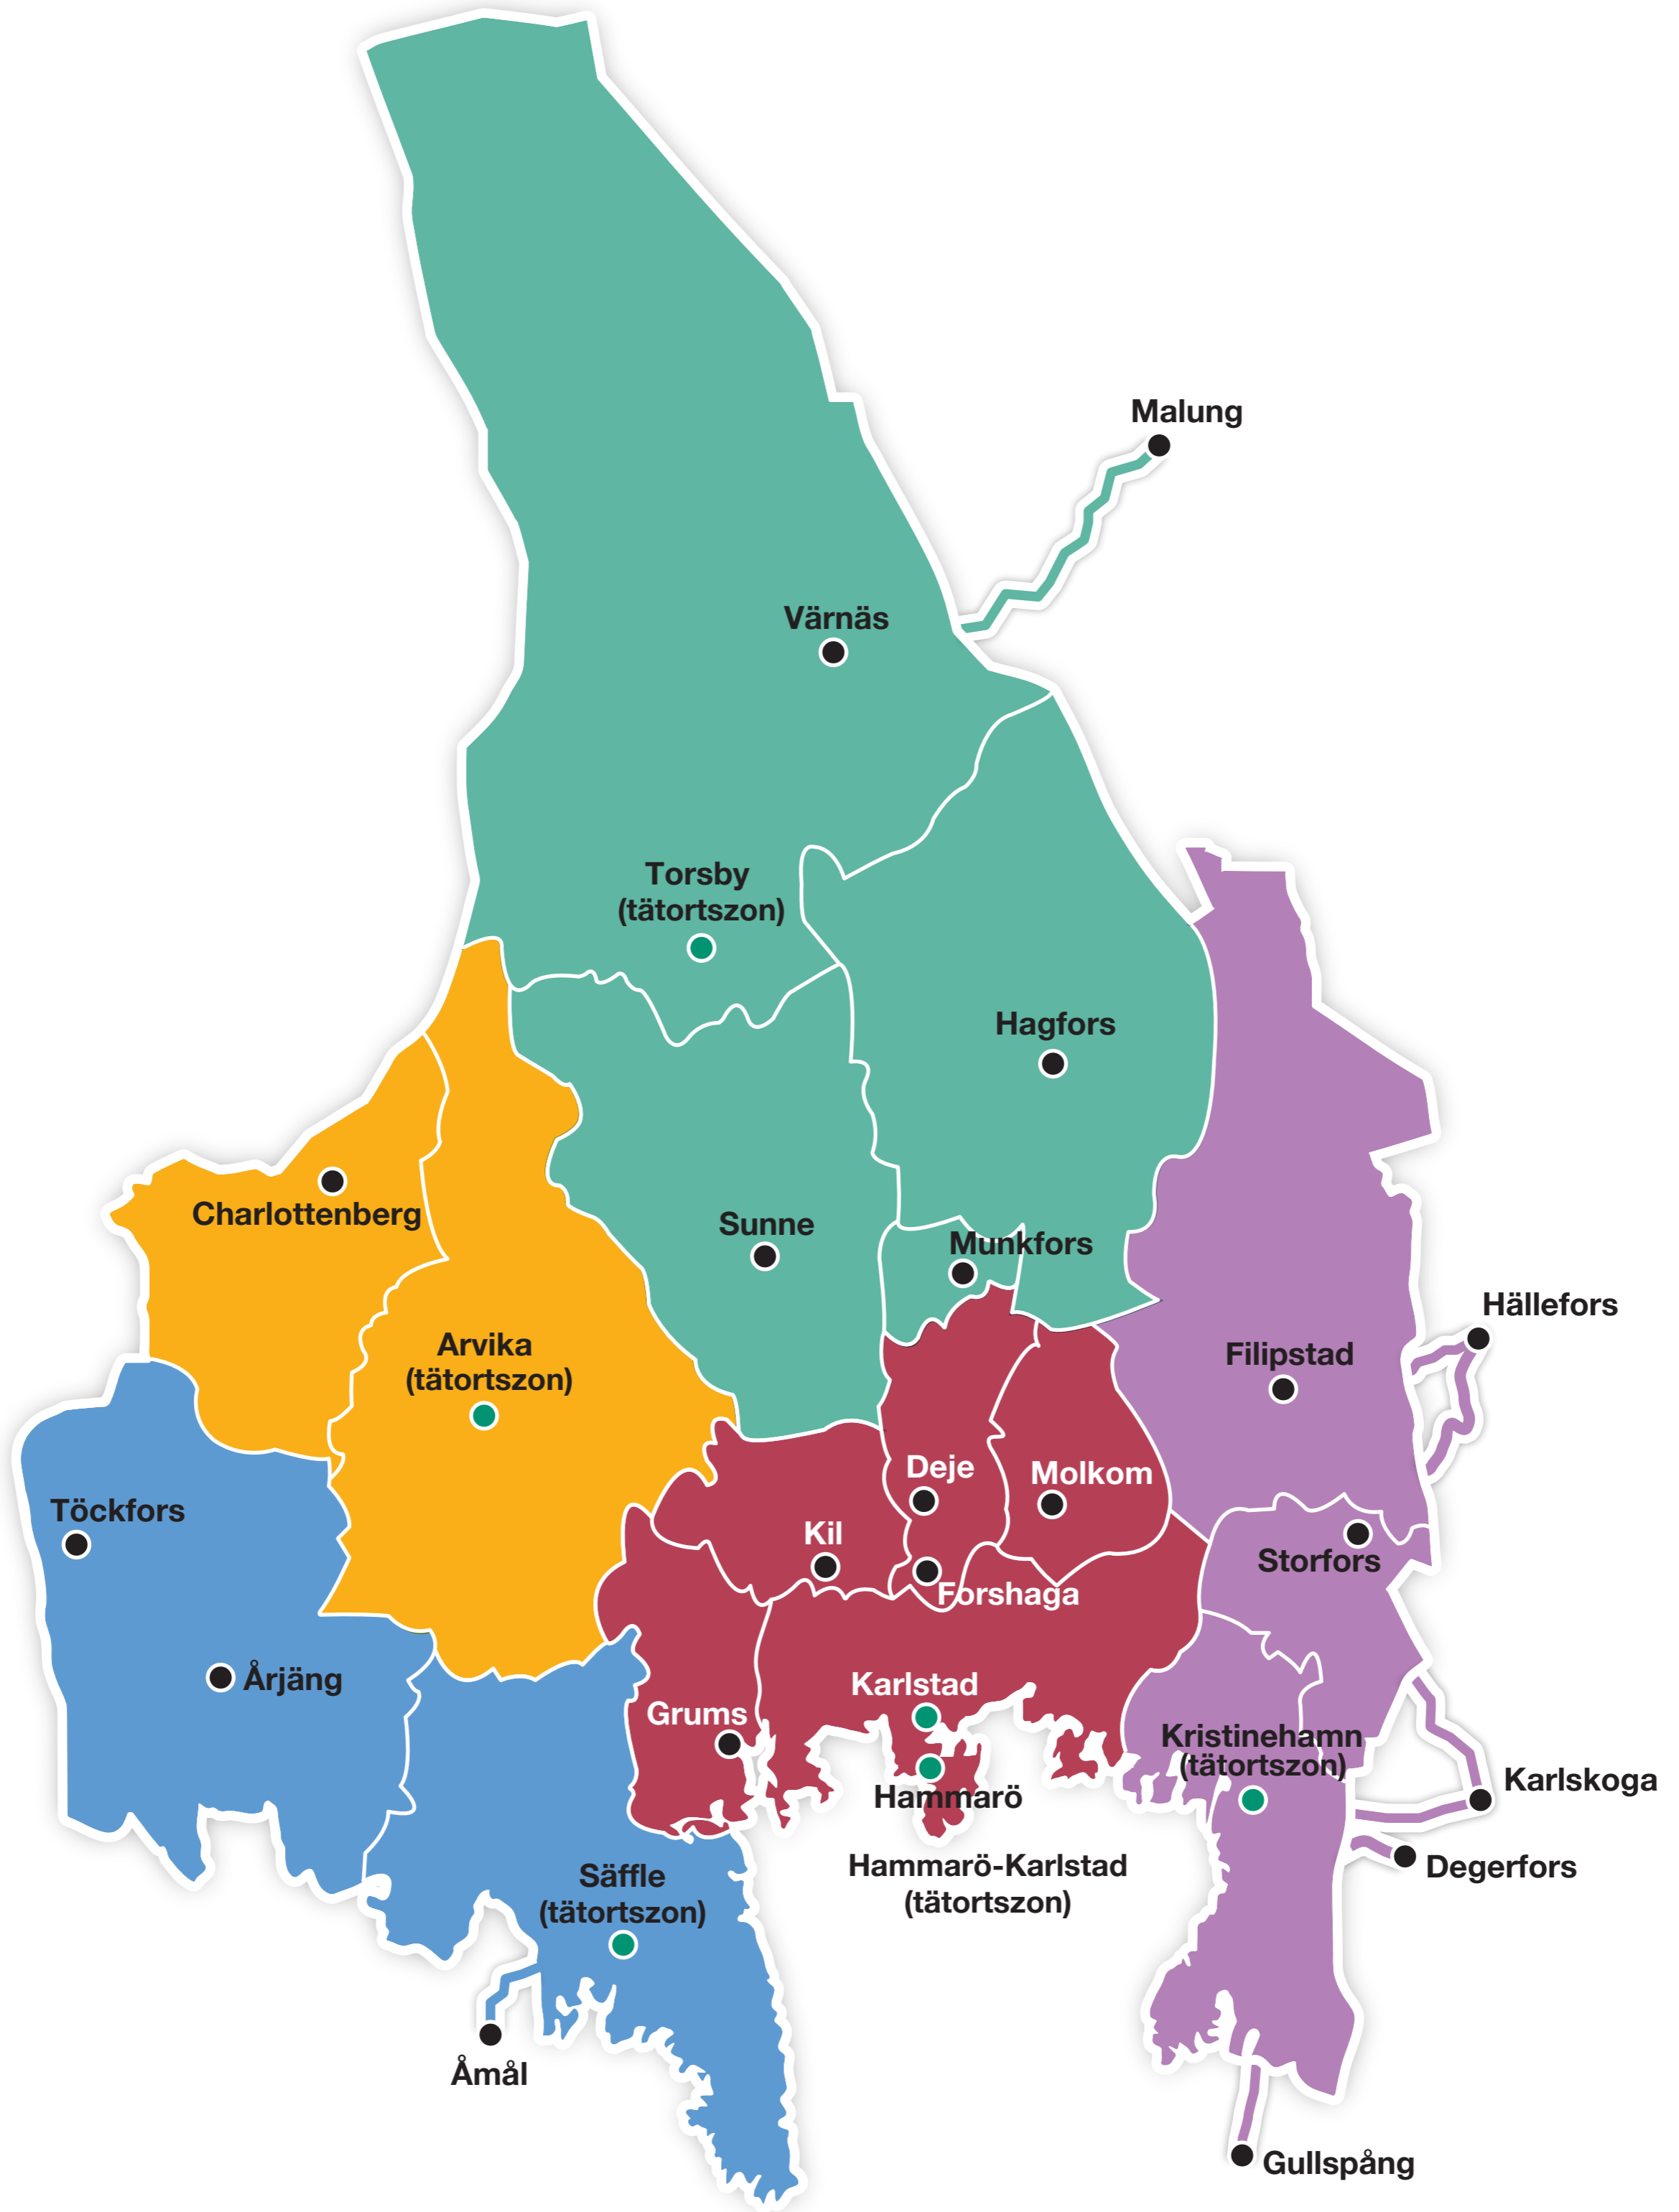 Malung
Värnäs
Torsby
(tätortszon)
Hagfors
Charlottenberg
Sunne
Munkfors
Hällefors
Arvika
(tätortszon)
Filipstad
Deje
Molkom
Töckfors
Kil
Storfors
Forshaga
Årjäng
Karlstad
Grums
Kristinehamn
(tätortszon)
Karlskoga
Hammarö
Hammarö-Karlstad
(tätortszon)
Degerfors
Säffle
(tätortszon)
Åmål
Gullspång